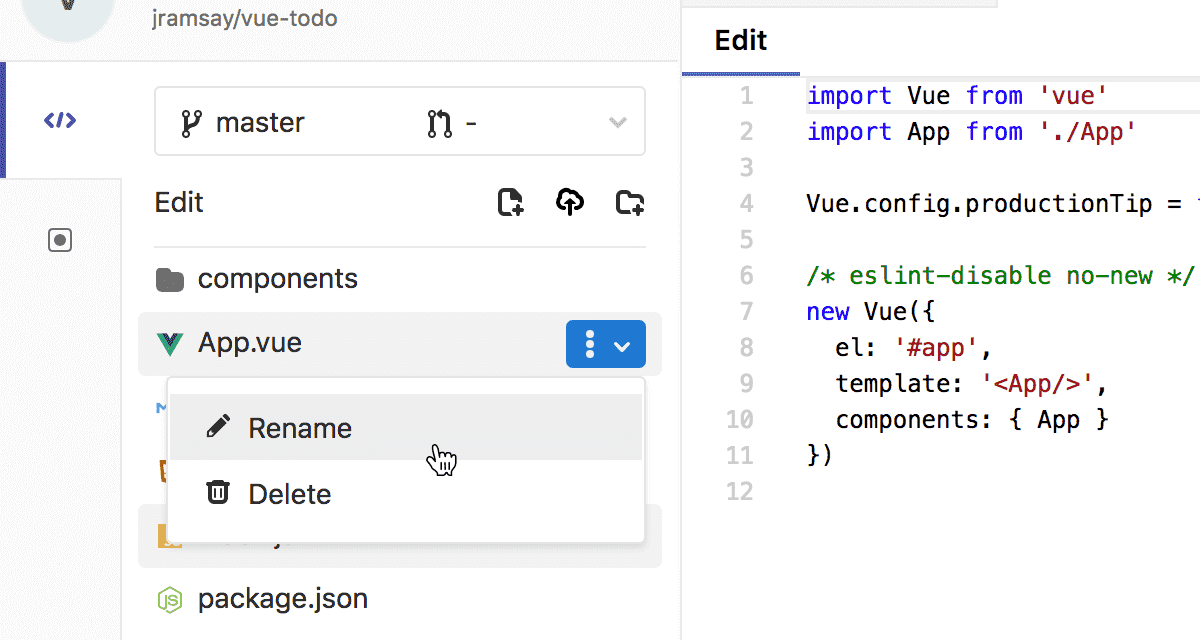 V
jramsay/vue-todo
master
-
Edit
components
App.vue
Rename
Delete
package.json
Edit
1 import Vue from 'vue'
2 import App from './App'
3
4 Vue.config.productionTip =
5
6 /* eslint-disable no-new */
7 new Vue({
8 el: '#app',
9 template: '<App/>',
10 components: { App }
11 })
12